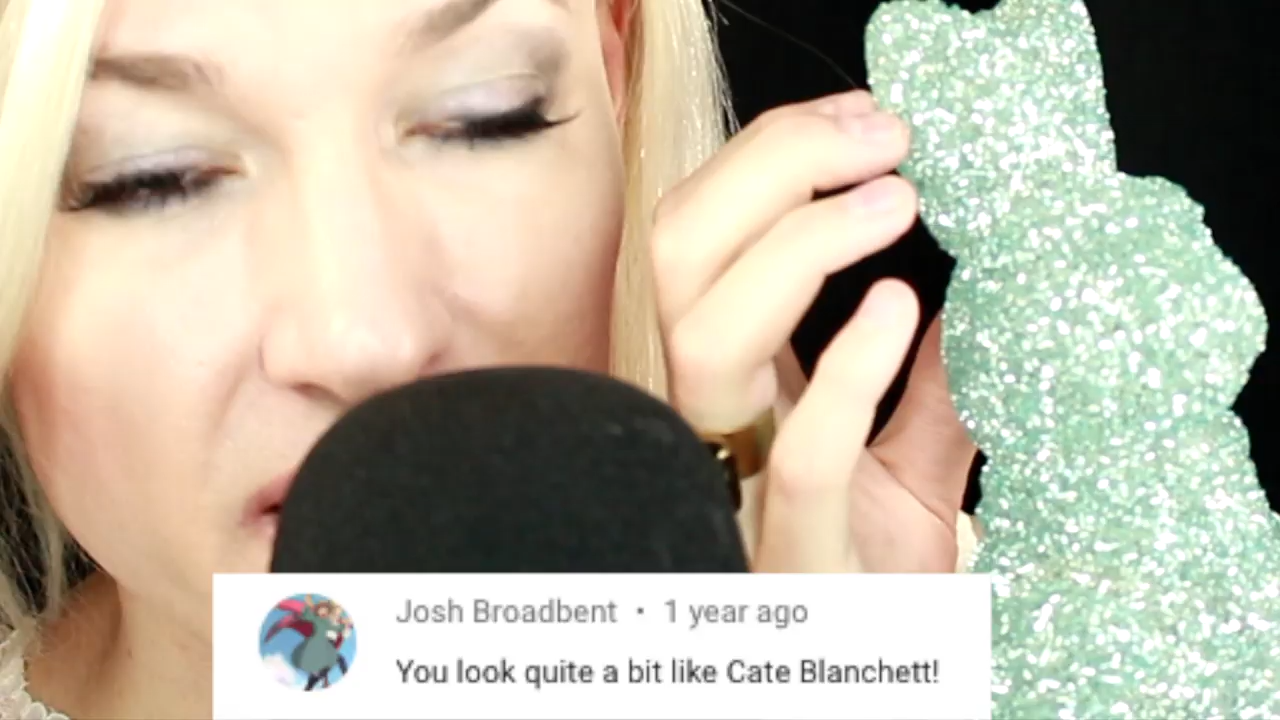 Josh Broadbent • 1 year ago
You look quite a bit like Cate Blanchett!